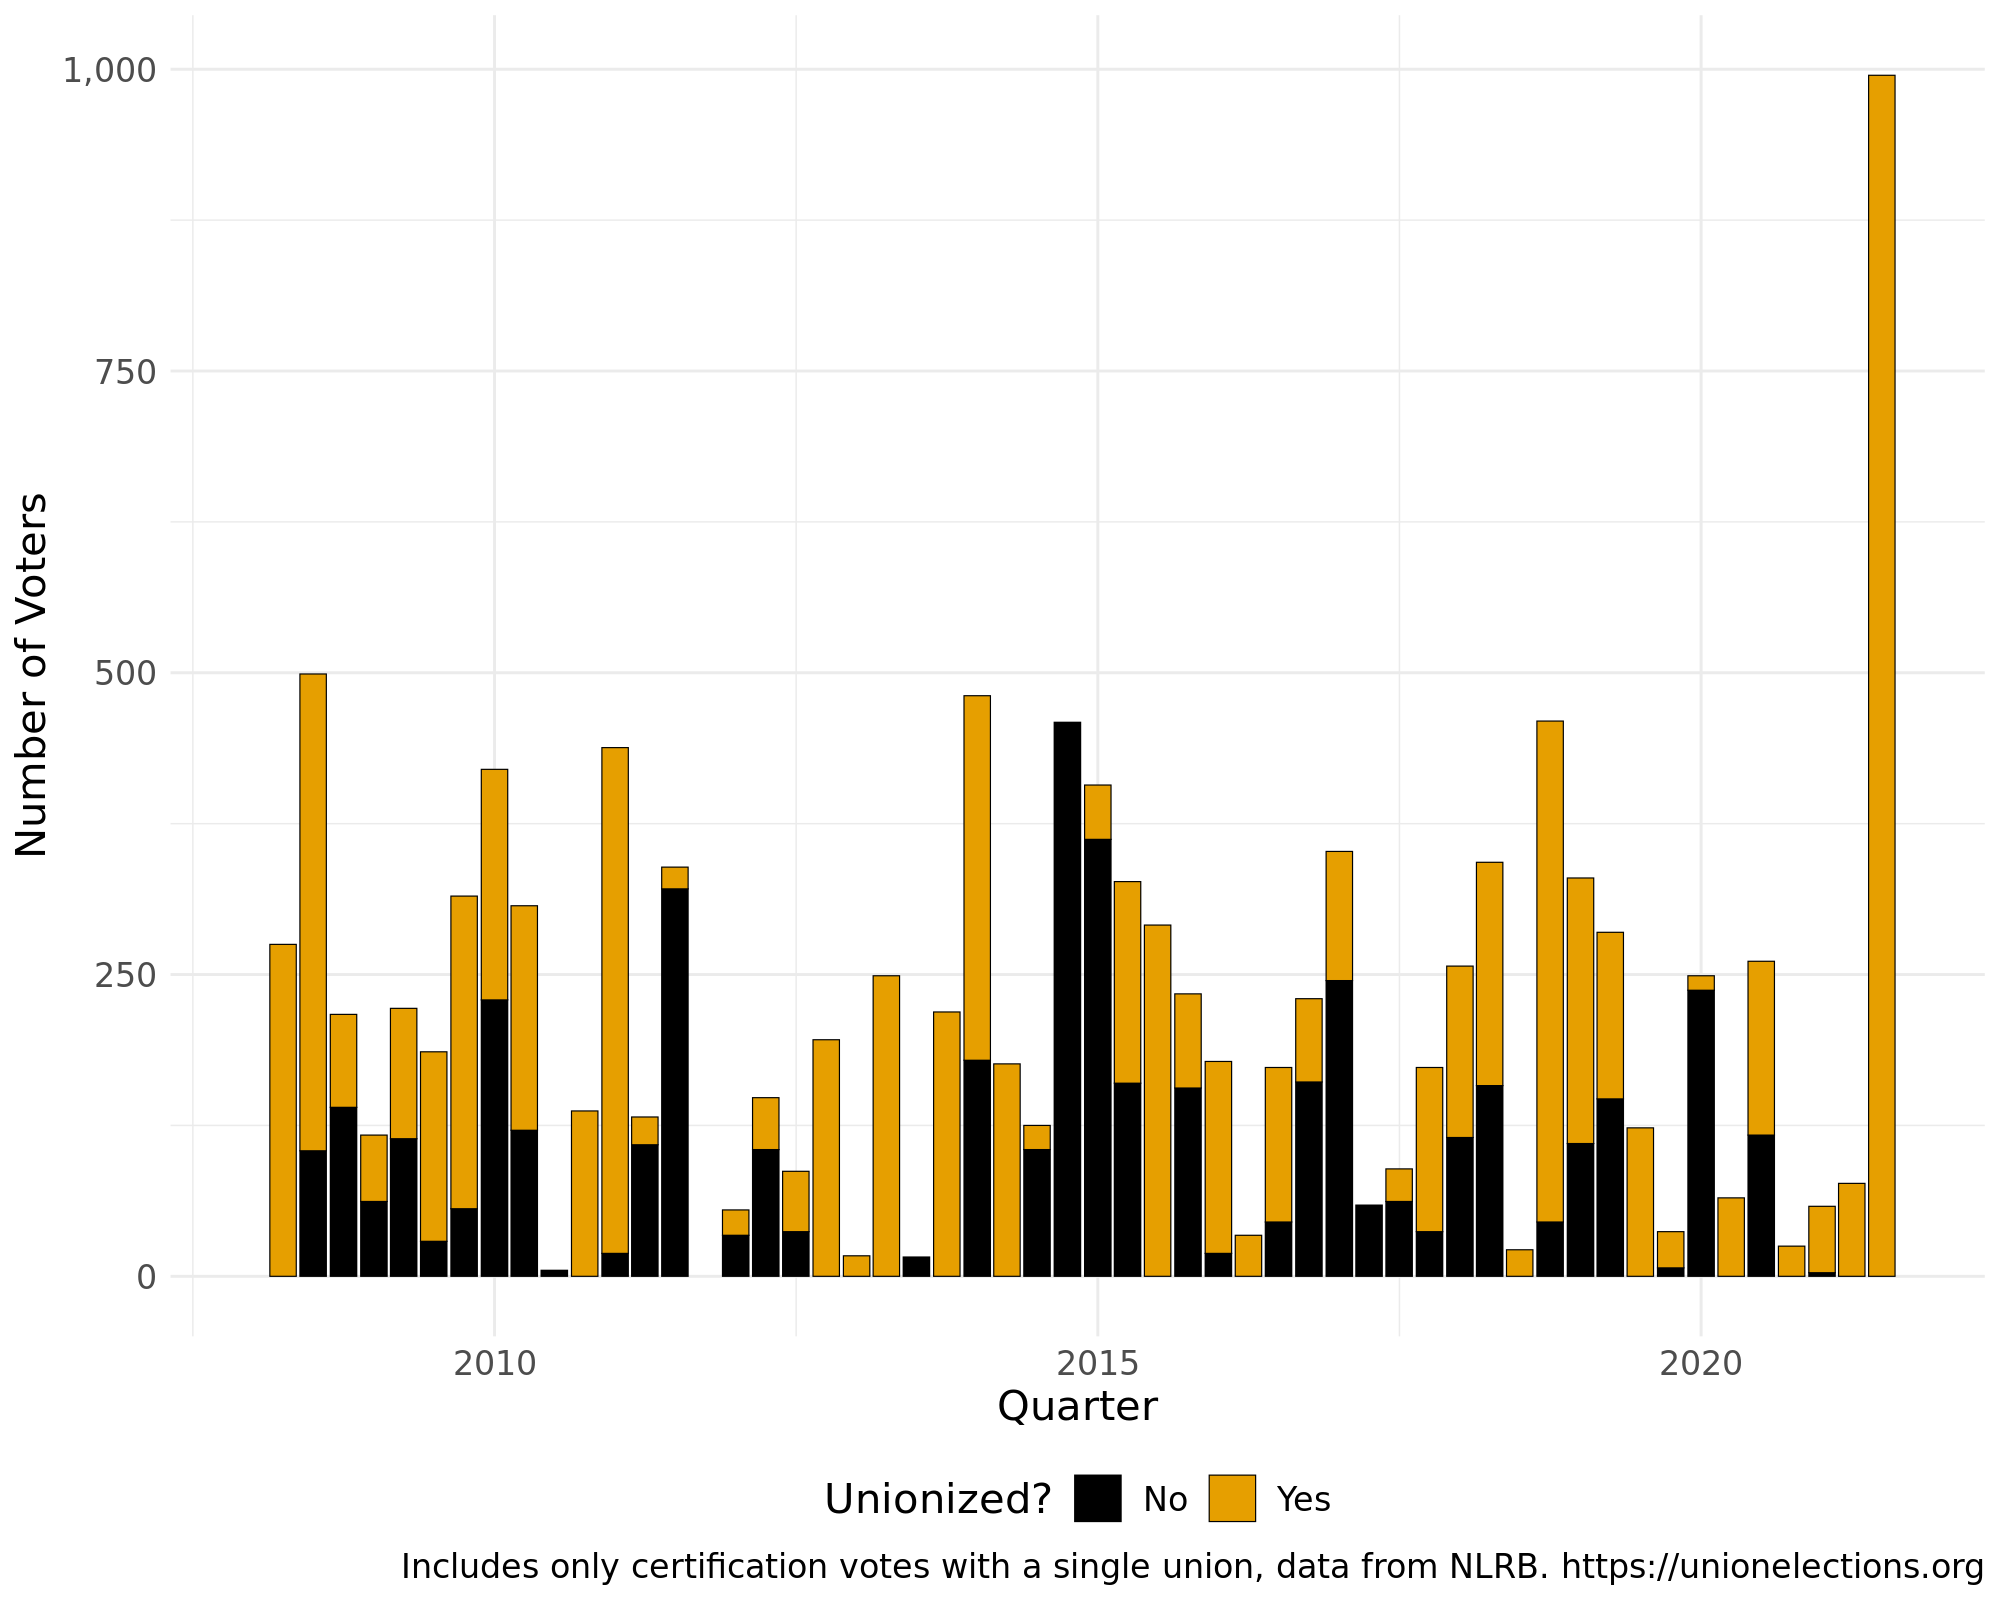 1,000
750
500
250
0
Number of Voters
2010 2015 2020
Quarter
Unionized? No Yes
Includes only certification votes with a single union, data from NLRB. https://unionelections.org